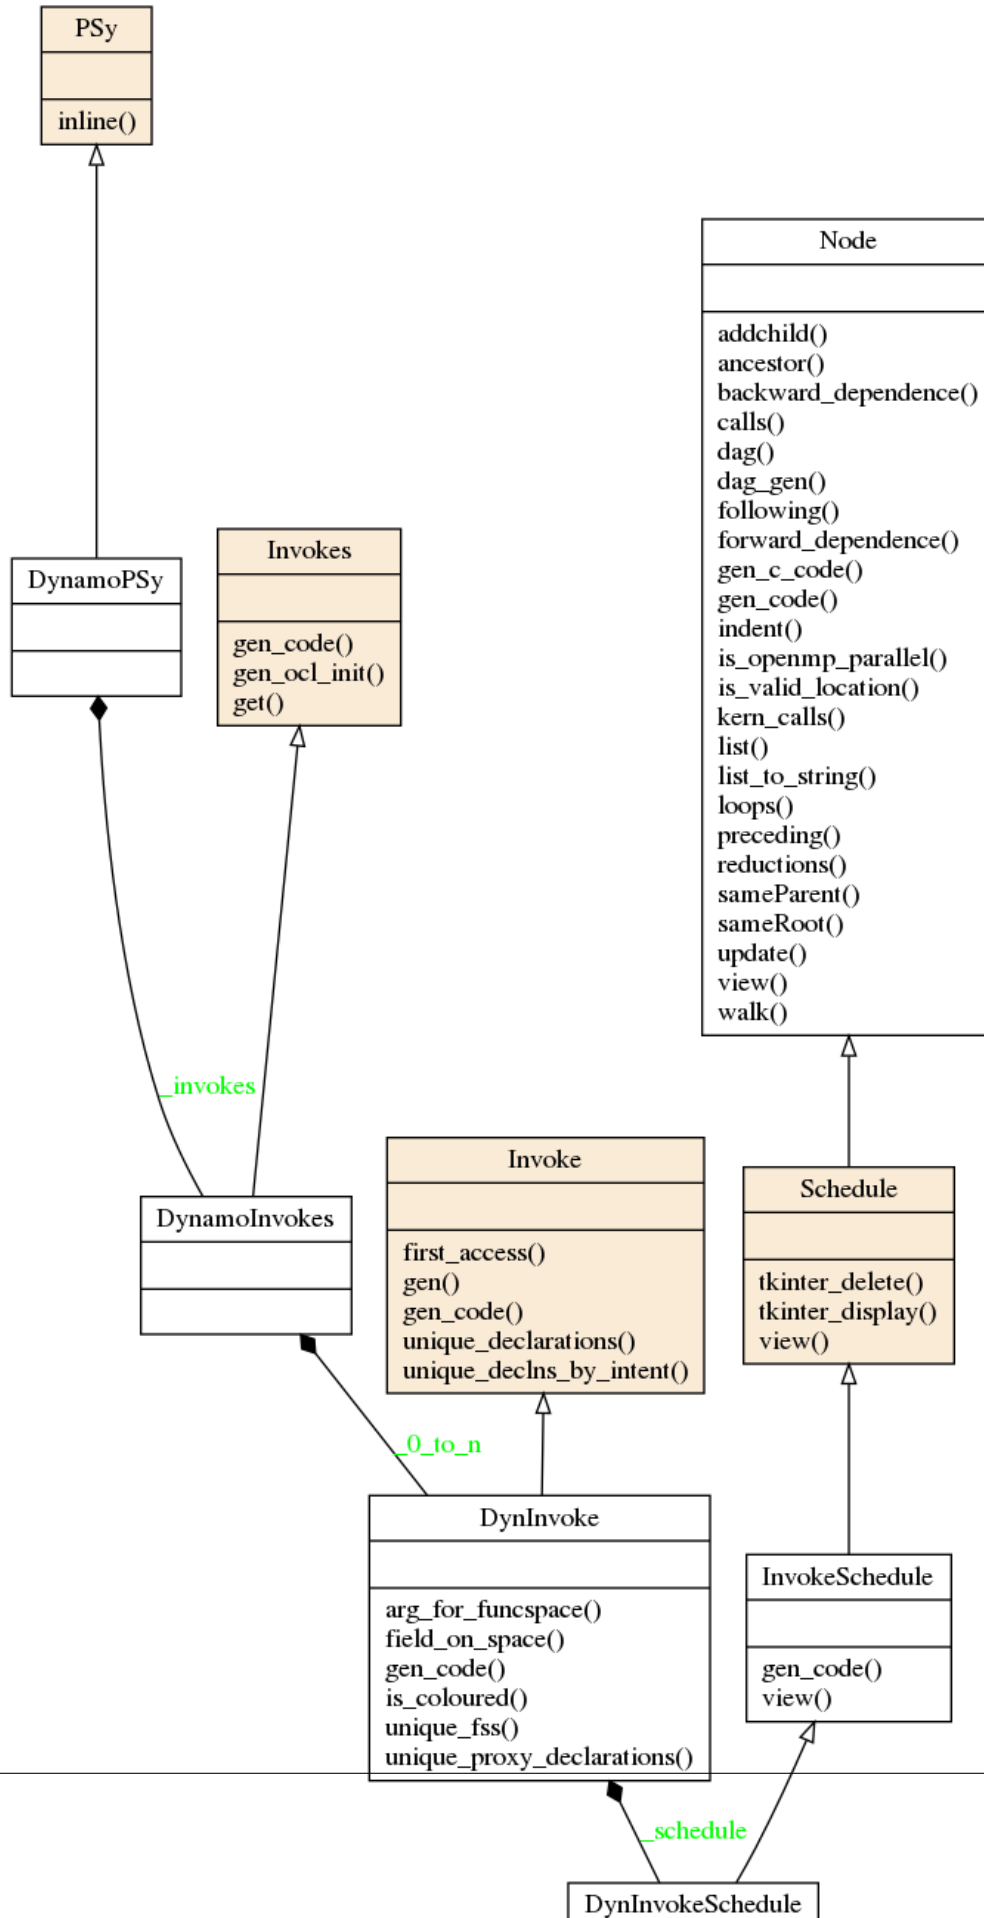 PSy
inline()
Node
addchild()
ancestor()
backward_dependence()
calls()
dag()
dag_gen()
following()
forward_dependence()
gen_c_code()
gen_code()
indent()
is_openmp_parallel()
is_valid_location()
kern_calls()
list()
list_to_string()
loops()
preceding()
reductions()
sameParent()
sameRoot()
update()
view()
walk()
DynamoPSy
Invokes
gen_code()
gen_ocl_init()
get()
_invokes
DynamoInvokes
Invoke
first_access()
gen()
gen_code()
unique_declarations()
unique_declns_by_intent()
Schedule
tkinter_delete()
tkinter_display()
view()
_0_to_n
DynInvoke
arg_for_funcspace()
field_on_space()
gen_code()
is_coloured()
unique_fss()
unique_proxy_declarations()
InvokeSchedule
gen_code()
view()
_schedule
DynInvokeSchedule